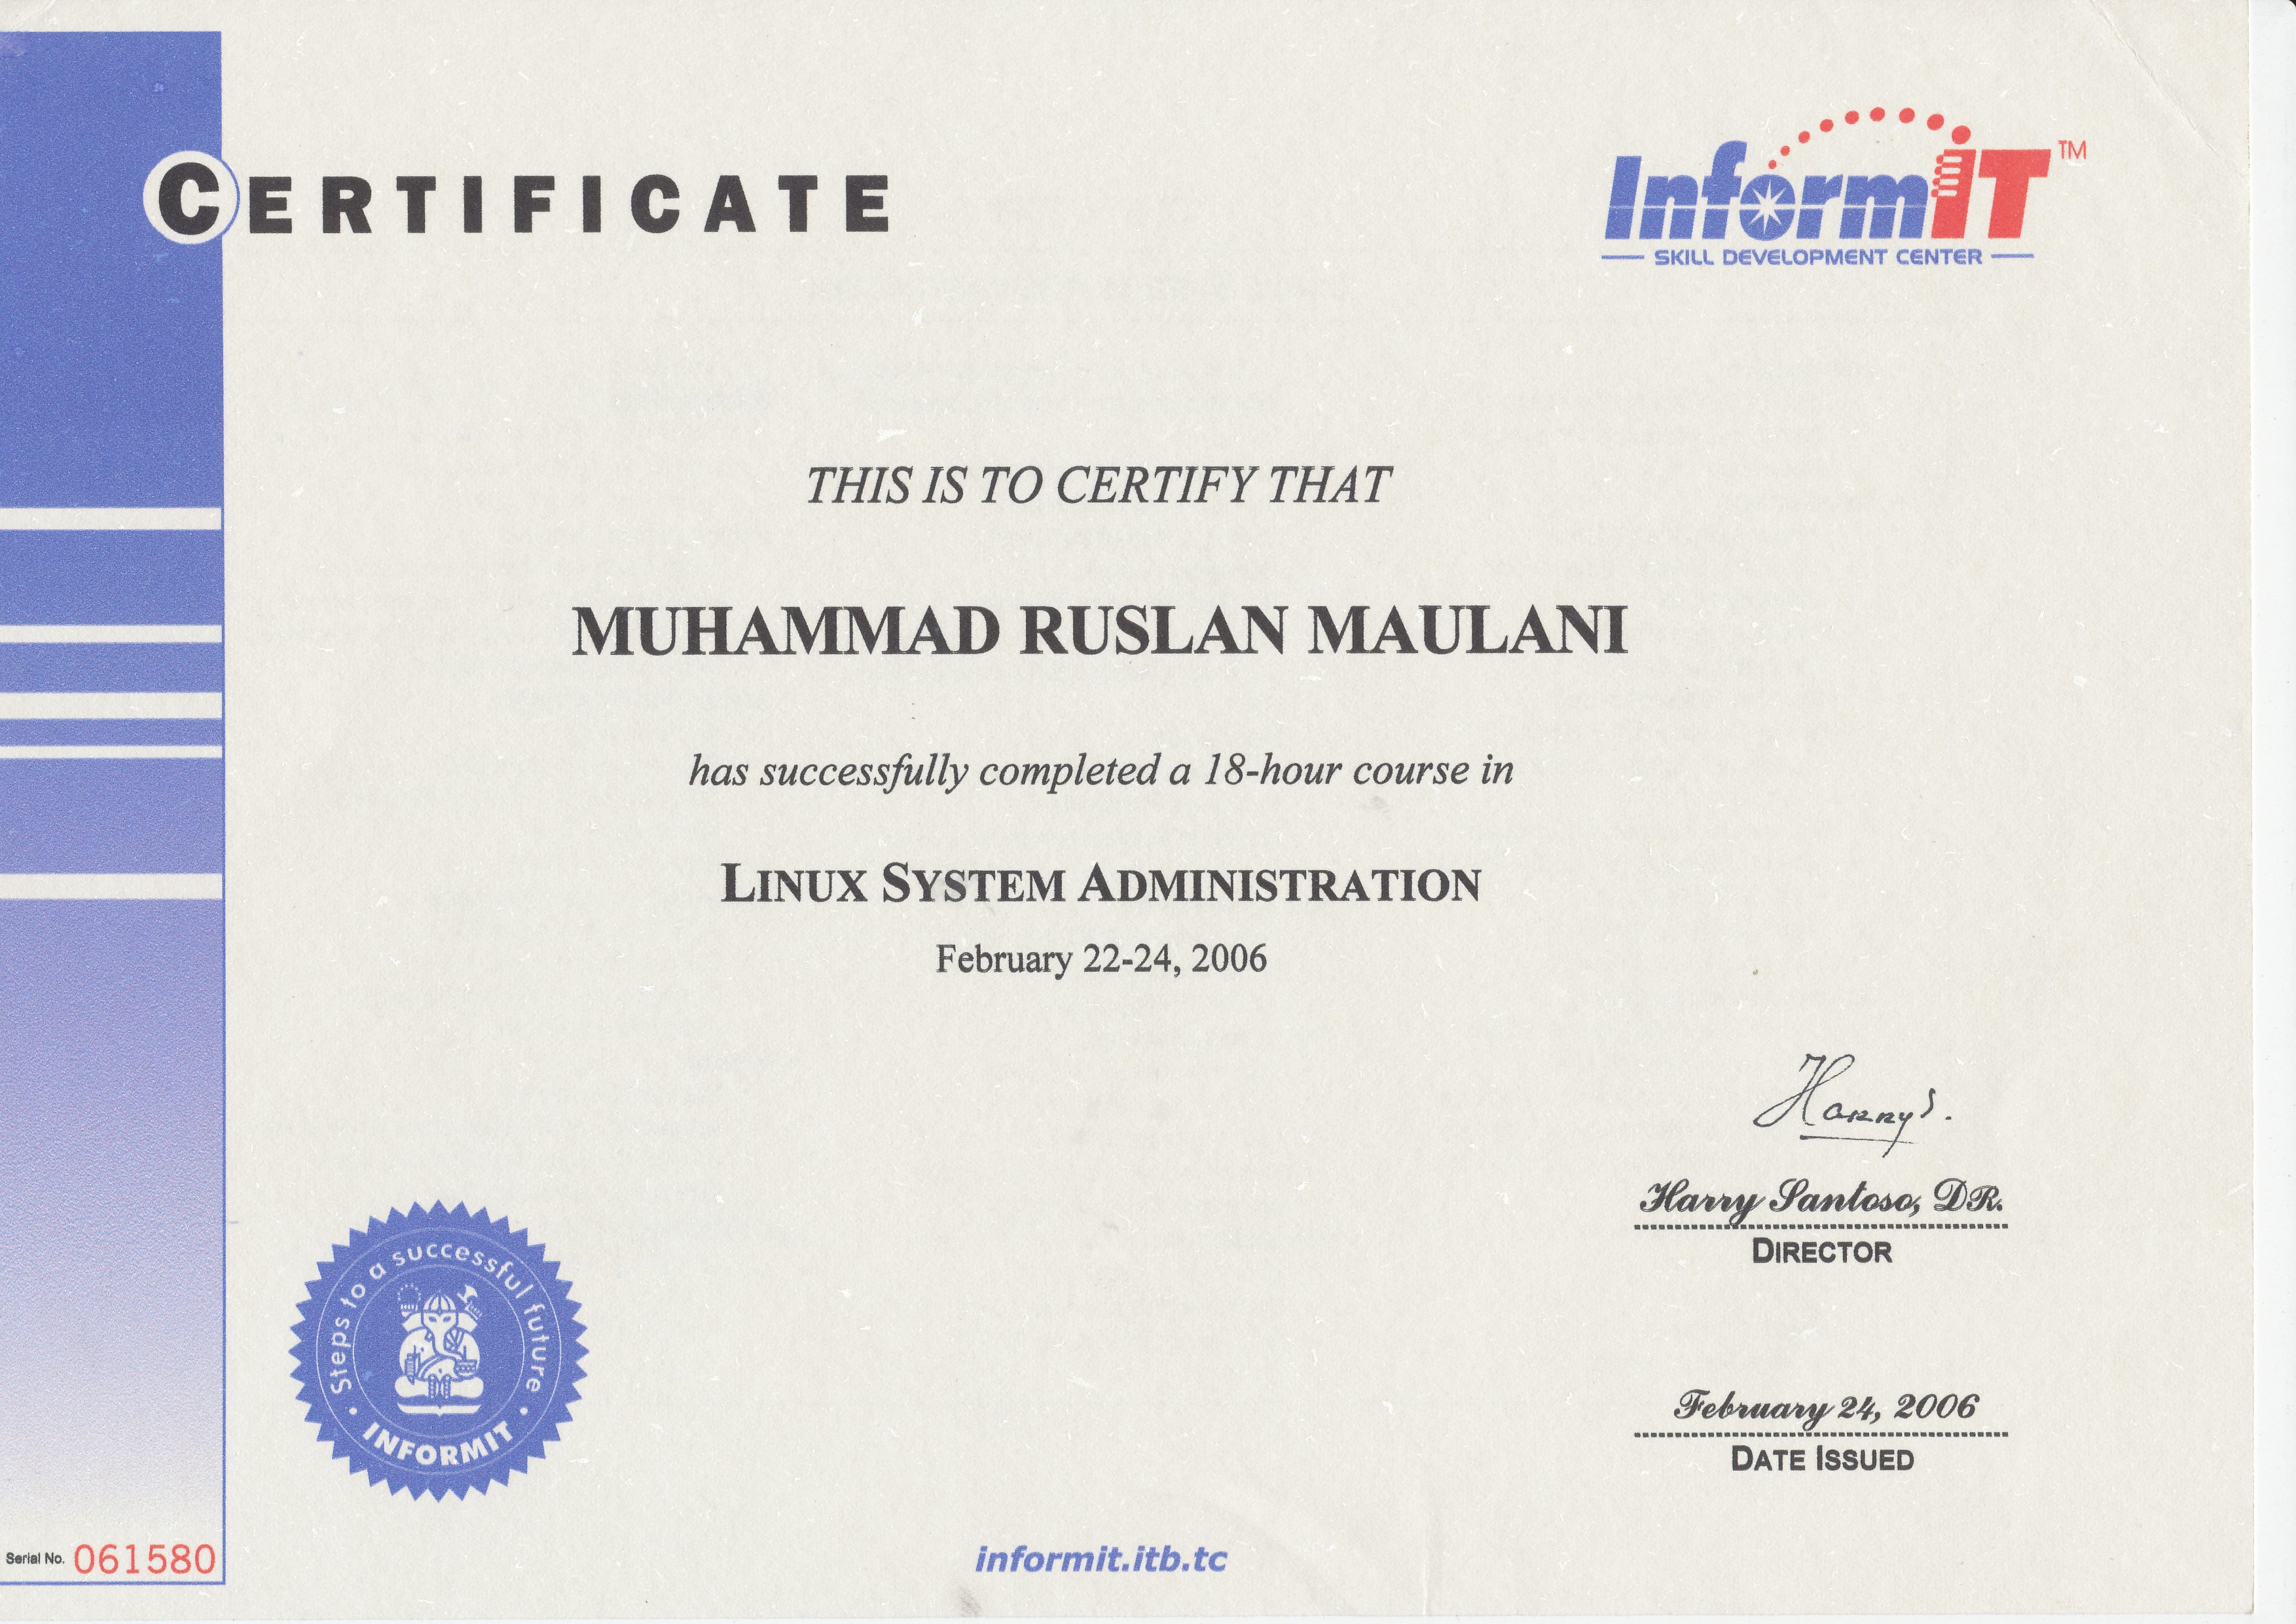 CERTIFICATE
InformIT TM
SKILL DEVELOPMENT CENTER
THIS IS TO CERTIFY THAT
MUHAMMAD RUSLAN MAULANI
has successfully completed a 18-hour course in
LINUX SYSTEM ADMINISTRATION
February 22-24, 2006
Harry S.
Harry Santoso, DR.
DIRECTOR
Steps to a successful future
INFORMIT
February 24, 2006
DATE ISSUED
Serial No. 061580
informit.itb.tc